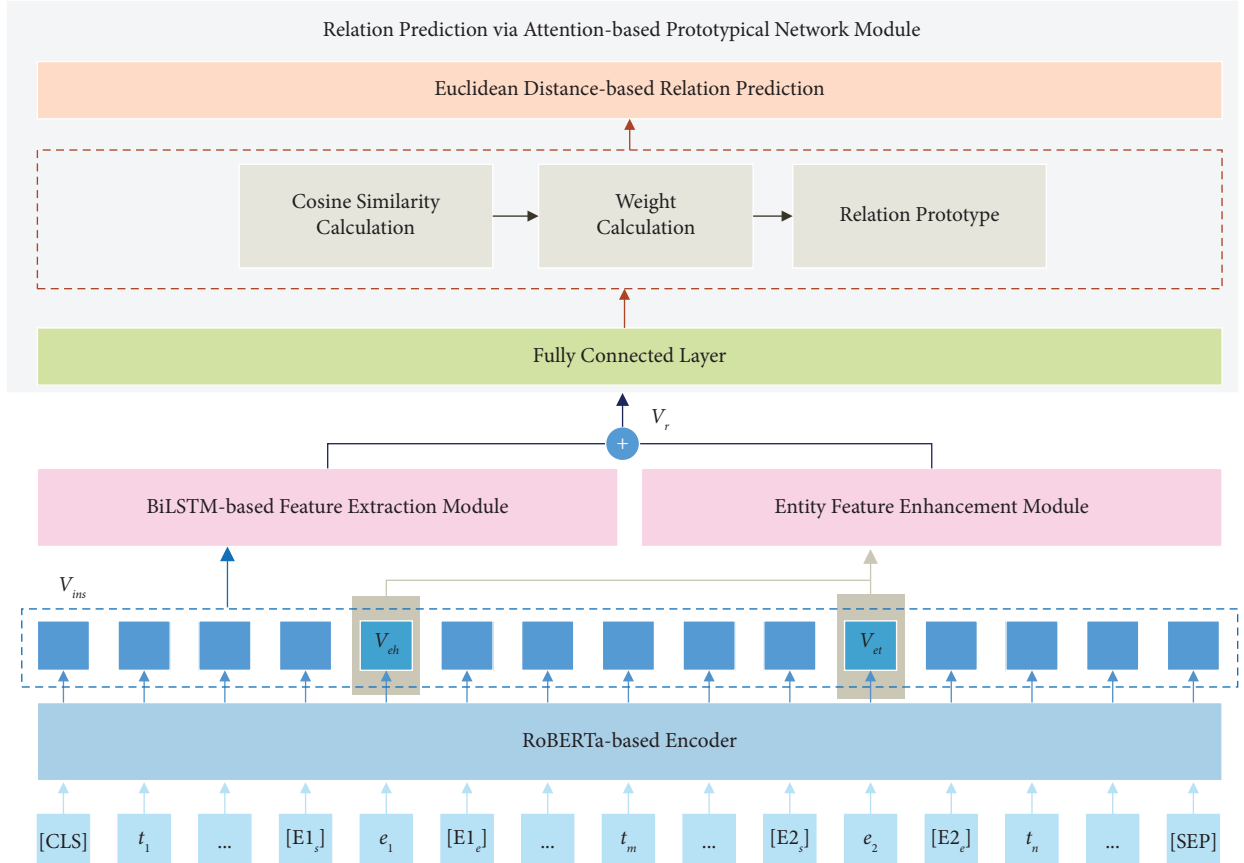 Relation Prediction via Attention-based Prototypical Network Module
Euclidean Distance-based Relation Prediction
Cosine Similarity
Calculation
Weight
Calculation
Relation Prototype
Fully Connected Layer
V_r
+
BiLSTM-based Feature Extraction Module
Entity Feature Enhancement Module
V_ins
V_eh
V_et
RoBERTa-based Encoder
[CLS] t_1 ... [E1_s] e_1 [E1_e] ... t_m ... [E2_s] e_2 [E2_e] t_n ... [SEP]